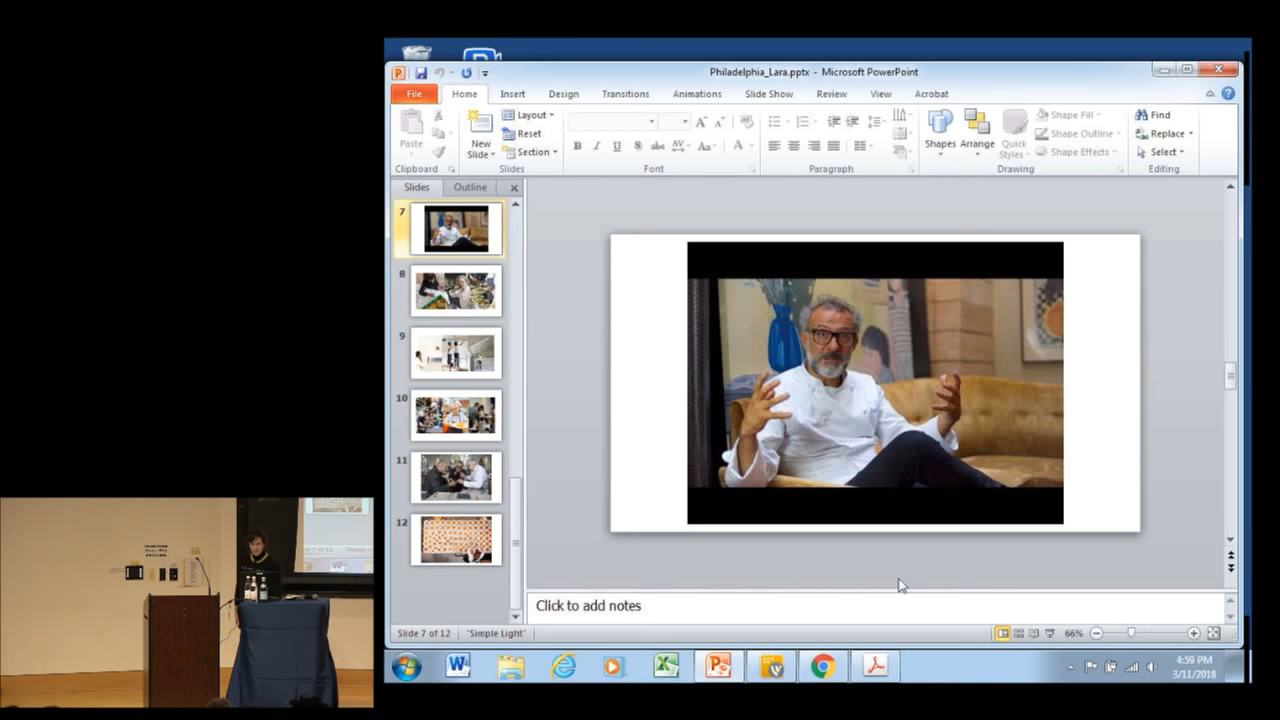 Philadelphia_Lara.pptx - Microsoft PowerPoint
File Home Insert Design Transitions Animations Slide Show Review View Acrobat
Paste
New Slide
Layout
Reset
Section
Shapes
Arrange
Quick Styles
Shape Fill
Shape Outline
Shape Effects
Find
Replace
Select
Clipboard Slides Font Paragraph Drawing Editing
Slides Outline
7
8
9
10
11
12
Click to add notes
Slide 7 of 12 "Simple Light" 66%
4:59 PM
3/11/2018